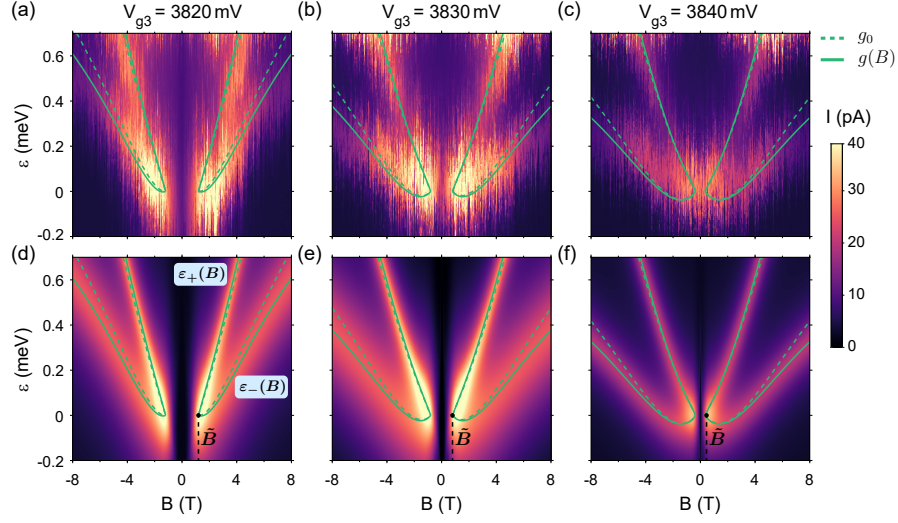 (a) V_g3 = 3820 mV (b) V_g3 = 3830 mV (c) V_g3 = 3840 mV
g_0
g(B)
0.6
0.4
0.2
0
-0.2
ε (meV)
I (pA)
40
30
20
10
0
(d) (e) (f)
ε_+(B)
ε_−(B)
B̃ B̃ B̃
0.6
0.4
0.2
0
-0.2
ε (meV)
-8 -4 0 4 8 -8 -4 0 4 8 -8 -4 0 4 8
B (T) B (T) B (T)